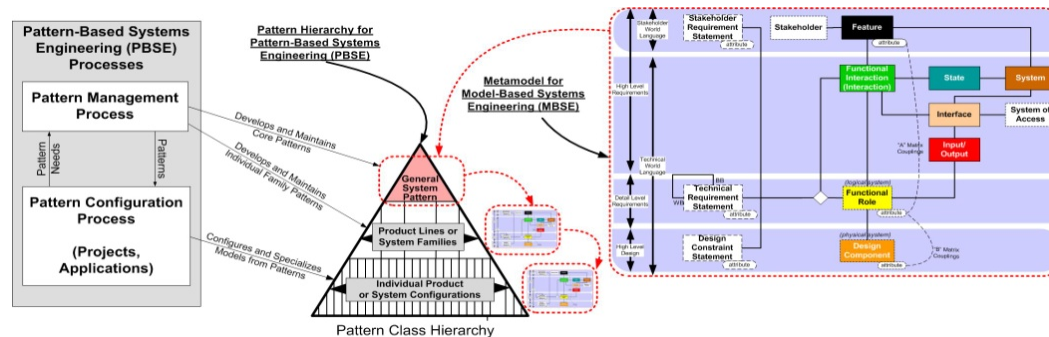 Pattern-Based Systems
Engineering (PBSE)
Processes
Pattern Management
Process
Pattern
Needs
Patterns
Pattern Configuration
Process
(Projects,
Applications)
Develops and Maintains
Core Patterns
Develops and Maintains
Individual Family Patterns
Configures and Specializes
Models from Patterns
Pattern Hierarchy for
Pattern-Based Systems
Engineering (PBSE)
General
System
Pattern
Product Lines or
System Families
Individual Product
or System Configurations
Pattern Class Hierarchy
Metamodel for
Model-Based Systems
Engineering (MBSE)
Stakeholder
World
Language
High Level
Requirements
Technical
World
Language
Detail Level
Requirements
High Level
Design
Stakeholder
Requirement
Statement
attribute
Stakeholder
Feature
attribute
Functional
Interaction
(Interaction)
State
System
Interface
System of
Access
Input/
Output
"A" Matrix
Couplings
BB
WB
Technical
Requirement
Statement
attribute
(logical system)
Functional
Role
attribute
Design
Constraint
Statement
attribute
(physical system)
Design
Component
attribute
"B" Matrix
Couplings